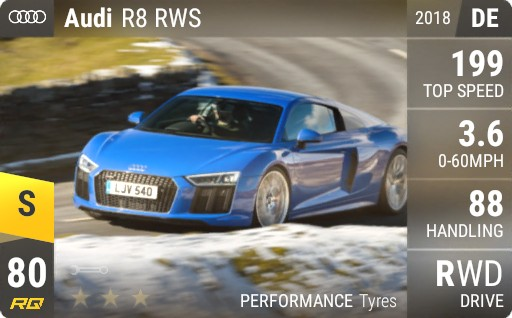 Audi R8 RWS
2018 DE
199
TOP SPEED
3.6
0-60MPH
88
HANDLING
RWD
DRIVE
S
80
RQ
LJV 540
PERFORMANCE Tyres